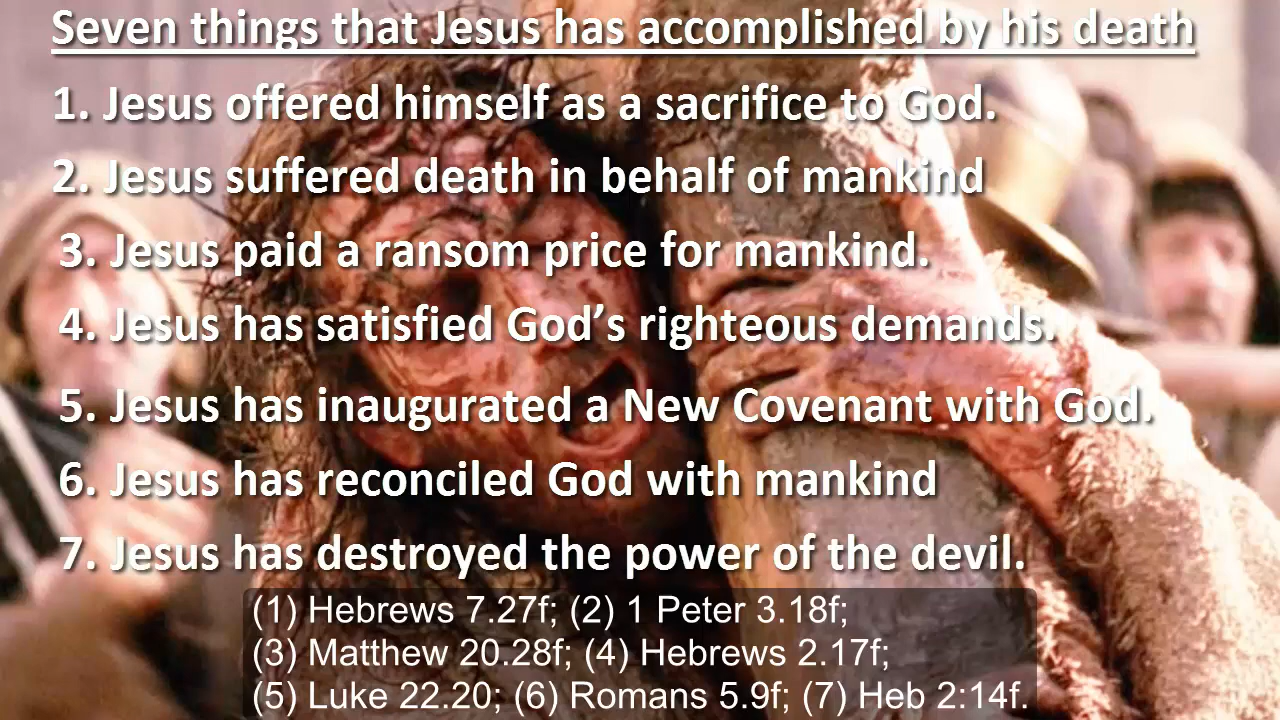 Seven things that Jesus has accomplished by his death
1. Jesus offered himself as a sacrifice to God.
2. Jesus suffered death in behalf of mankind
3. Jesus paid a ransom price for mankind.
4. Jesus has satisfied God’s righteous demands.
5. Jesus has inaugurated a New Covenant with God.
6. Jesus has reconciled God with mankind
7. Jesus has destroyed the power of the devil.
(1) Hebrews 7.27f; (2) 1 Peter 3.18f;
(3) Matthew 20.28f; (4) Hebrews 2.17f;
(5) Luke 22.20; (6) Romans 5.9f; (7) Heb 2:14f.